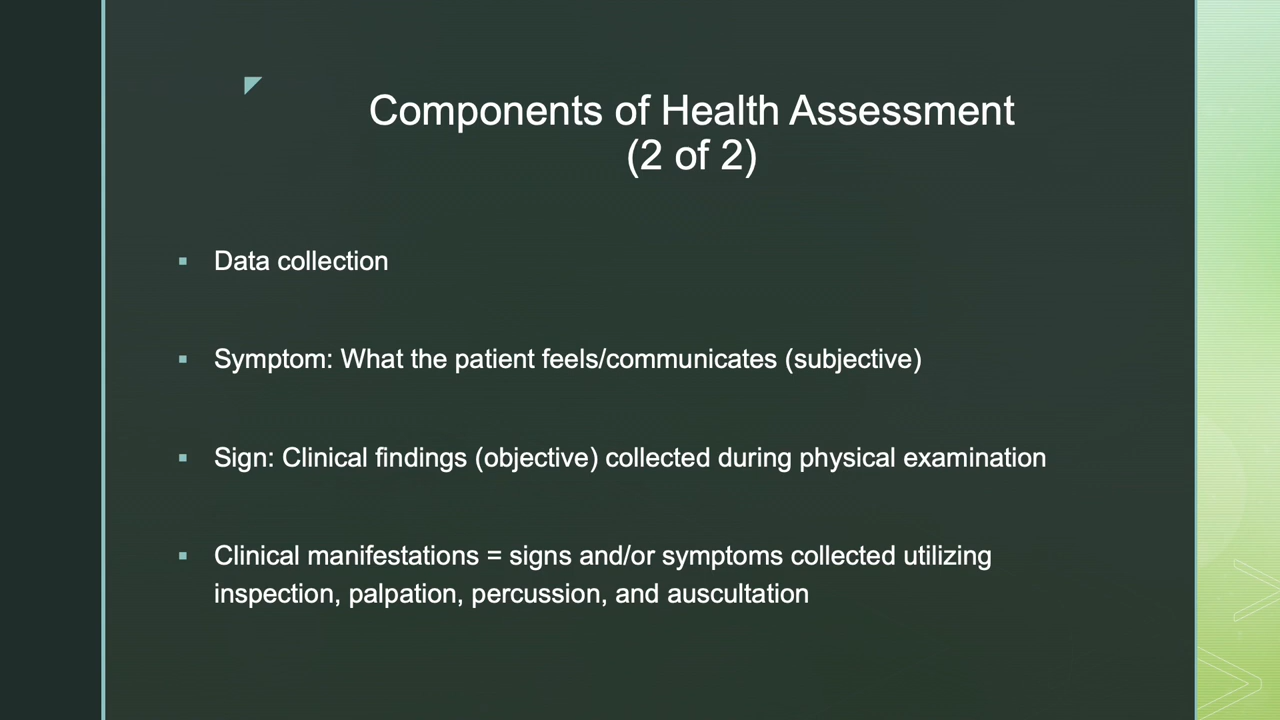 Components of Health Assessment
(2 of 2)
▪ Data collection
▪ Symptom: What the patient feels/communicates (subjective)
▪ Sign: Clinical findings (objective) collected during physical examination
▪ Clinical manifestations = signs and/or symptoms collected utilizing
inspection, palpation, percussion, and auscultation